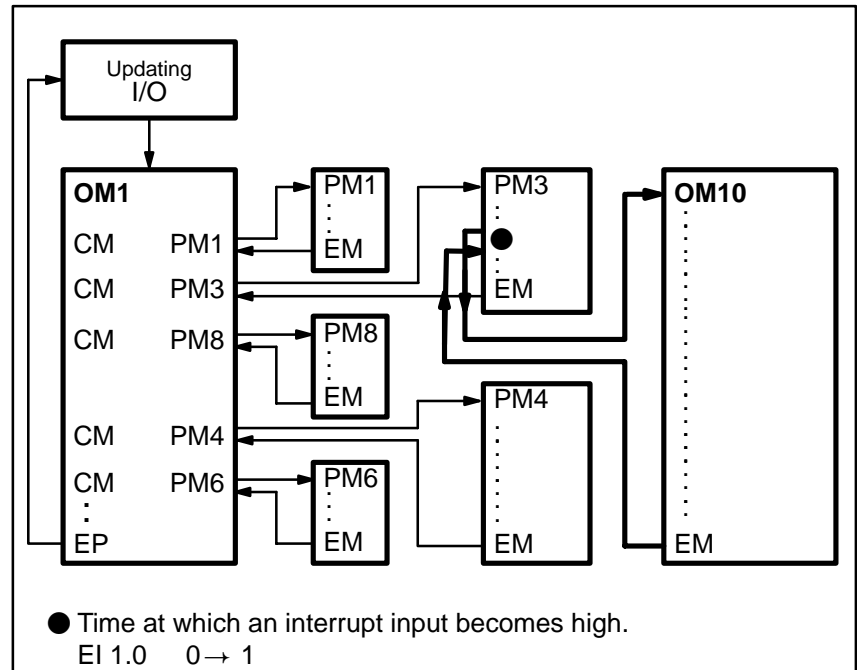 Updating
I/O
OM1
CM PM1
CM PM3
CM PM8
CM PM4
CM PM6
EP
PM1
EM
PM3
EM
PM8
EM
PM4
EM
PM6
EM
OM10
EM
Time at which an interrupt input becomes high.
EI 1.0 0→ 1